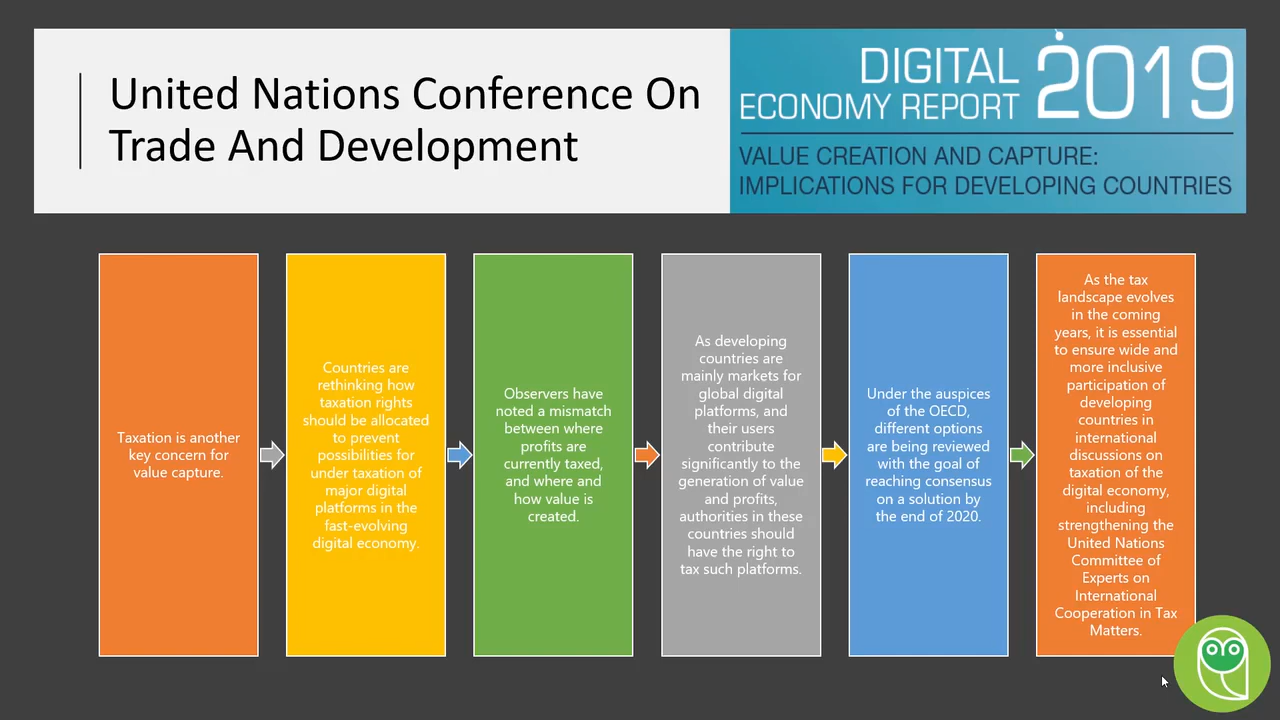 United Nations Conference On
Trade And Development
DIGITAL
ECONOMY REPORT 2019
VALUE CREATION AND CAPTURE:
IMPLICATIONS FOR DEVELOPING COUNTRIES
Taxation is another
key concern for
value capture.
Countries are
rethinking how
taxation rights
should be allocated
to prevent
possibilities for
under taxation of
major digital
platforms in the
fast-evolving
digital economy.
Observers have
noted a mismatch
between where
profits are
currently taxed,
and where and
how value is
created.
As developing
countries are
mainly markets for
global digital
platforms, and
their users
contribute
significantly to the
generation of value
and profits,
authorities in these
countries should
have the right to
tax such platforms.
Under the auspices
of the OECD,
different options
are being reviewed
with the goal of
reaching consensus
on a solution by
the end of 2020.
As the tax
landscape evolves
in the coming
years, it is essential
to ensure wide and
more inclusive
participation of
developing
countries in
international
discussions on
taxation of the
digital economy,
including
strengthening the
United Nations
Committee of
Experts on
International
Cooperation in Tax
Matters.